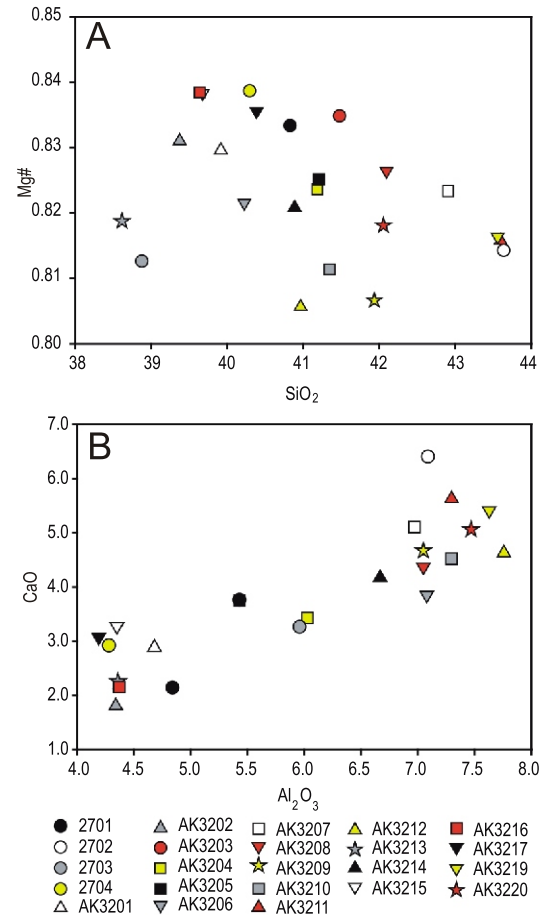 0.85
A
0.84
0.83
Mg#
0.82
0.81
0.80
38 39 40 41 42 43 44
SiO2
7.0
B
6.0
5.0
CaO
4.0
3.0
2.0
1.0
4.0 4.5 5.0 5.5 6.0 6.5 7.0 7.5 8.0
Al2O3
2701 AK3202 AK3207 AK3212 AK3216
2702 AK3203 AK3208 AK3213 AK3217
2703 AK3204 AK3209 AK3214 AK3219
2704 AK3205 AK3210 AK3215 AK3220
AK3201 AK3206 AK3211